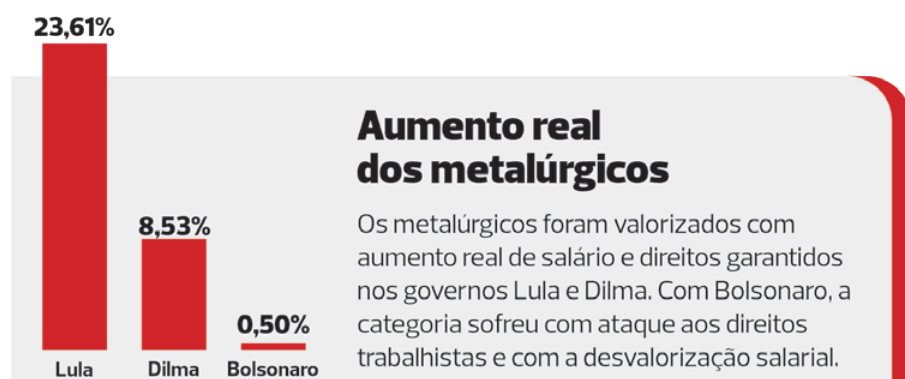 23,61%
8,53%
0,50%
Lula
Dilma
Bolsonaro
Aumento real
dos metalúrgicos
Os metalúrgicos foram valorizados com
aumento real de salário e direitos garantidos
nos governos Lula e Dilma. Com Bolsonaro, a
categoria sofreu com ataque aos direitos
trabalhistas e com a desvalorização salarial.